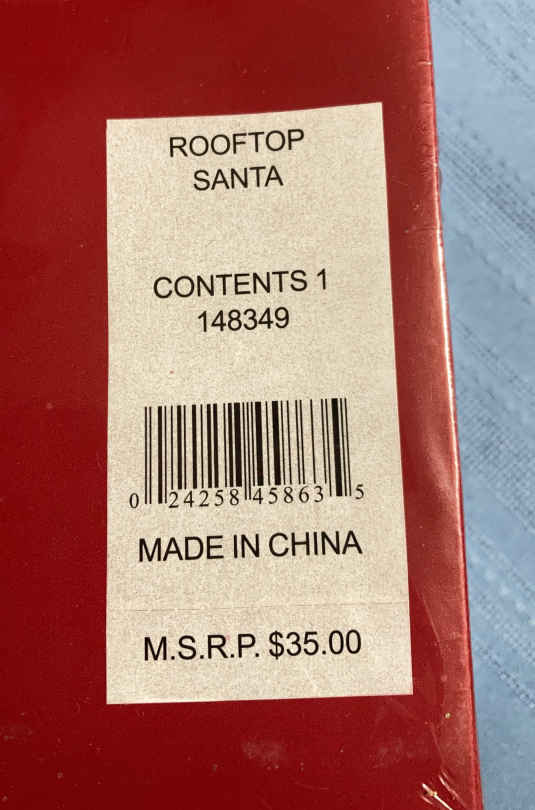 ROOFTOP
SANTA
CONTENTS 1
148349
0 24258 45863 5
MADE IN CHINA
M.S.R.P. $35.00